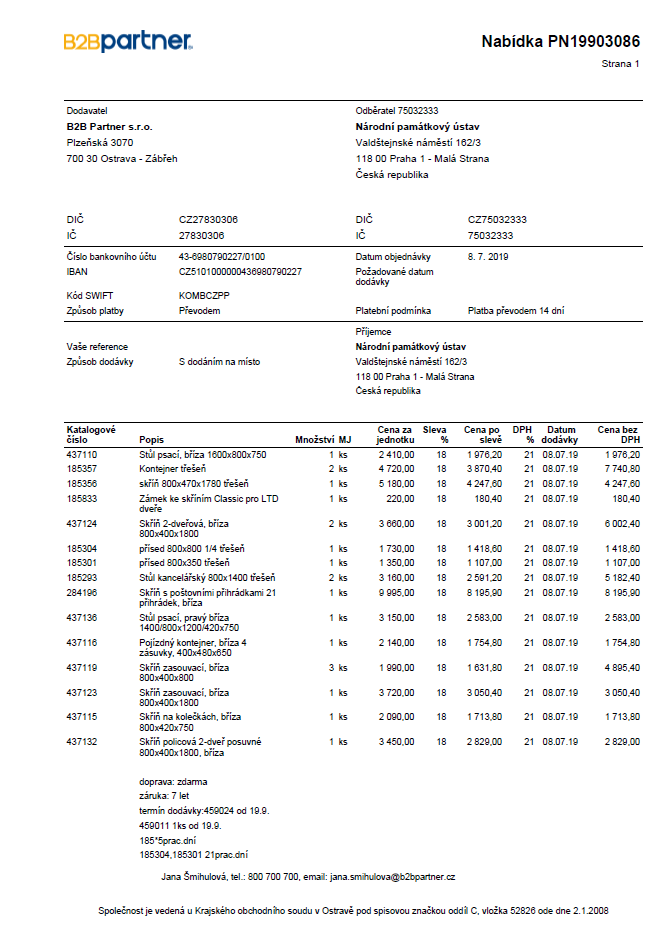 B2Bpartner
Nabídka PN19903086
Strana 1
Dodavatel Odběratel 75032333
B2B Partner s.r.o. Národní památkový ústav
Plzeňská 3070 Valdštejnské náměstí 162/3
700 30 Ostrava - Zábřeh 118 00 Praha 1 - Malá Strana
Česká republika
DIČ CZ27830306 DIČ CZ75032333
IČ 27830306 IČ 75032333
Číslo bankovního účtu 43-6980790227/0100 Datum objednávky 8. 7. 2019
IBAN CZ5101000000436980790227 Požadované datum
dodávky
Kód SWIFT KOMBCZPP
Způsob platby Převodem Platební podmínka Platba převodem 14 dní
Příjemce
Vaše reference Národní památkový ústav
Způsob dodávky S dodáním na místo Valdštejnské náměstí 162/3
118 00 Praha 1 - Malá Strana
Česká republika
Katalogové Cena za Sleva Cena po DPH Datum Cena bez
číslo Popis Množství MJ jednotku % slevě % dodávky DPH
437110 Stůl psací, bříza 1600x800x750 1 ks 2 410,00 18 1 976,20 21 08.07.19 1 976,20
185357 Kontejner třešeň 2 ks 4 720,00 18 3 870,40 21 08.07.19 7 740,80
185356 skříň 800x470x1780 třešeň 1 ks 5 180,00 18 4 247,60 21 08.07.19 4 247,60
185833 Zámek ke skříním Classic pro LTD 1 ks 220,00 18 180,40 21 08.07.19 180,40
dveře
437124 Skříň 2-dveřová, bříza 2 ks 3 660,00 18 3 001,20 21 08.07.19 6 002,40
800x400x1800
185304 přísed 800x800 1/4 třešeň 1 ks 1 730,00 18 1 418,60 21 08.07.19 1 418,60
185301 přísed 800x350 třešeň 1 ks 1 350,00 18 1 107,00 21 08.07.19 1 107,00
185293 Stůl kancelářský 800x1400 třešeň 2 ks 3 160,00 18 2 591,20 21 08.07.19 5 182,40
284196 Skříň s poštovními přihrádkami 21 1 ks 9 995,00 18 8 195,90 21 08.07.19 8 195,90
přihrádek, bříza
437136 Stůl psací, pravý bříza 1 ks 3 150,00 18 2 583,00 21 08.07.19 2 583,00
1400/800x1200/420x750
437116 Pojízdný kontejner, bříza 4 1 ks 2 140,00 18 1 754,80 21 08.07.19 1 754,80
zásuvky, 400x480x650
437119 Skříň zasouvací, bříza 3 ks 1 990,00 18 1 631,80 21 08.07.19 4 895,40
800x400x800
437123 Skříň zasouvací, bříza 1 ks 3 720,00 18 3 050,40 21 08.07.19 3 050,40
800x400x1800
437115 Skříň na kolečkách, bříza 1 ks 2 090,00 18 1 713,80 21 08.07.19 1 713,80
800x420x750
437132 Skříň policová 2-dveř posuvné 1 ks 3 450,00 18 2 829,00 21 08.07.19 2 829,00
800x400x1800, bříza
doprava: zdarma
záruka: 7 let
termín dodávky:459024 od 19.9.
459011 1ks od 19.9.
185*5prac.dní
185304,185301 21prac.dní
Jana Šmihulová, tel.: 800 700 700, email: jana.smihulova@b2bpartner.cz
Společnost je vedená u Krajského obchodního soudu v Ostravě pod spisovou značkou oddíl C, vložka 52826 ode dne 2.1.2008